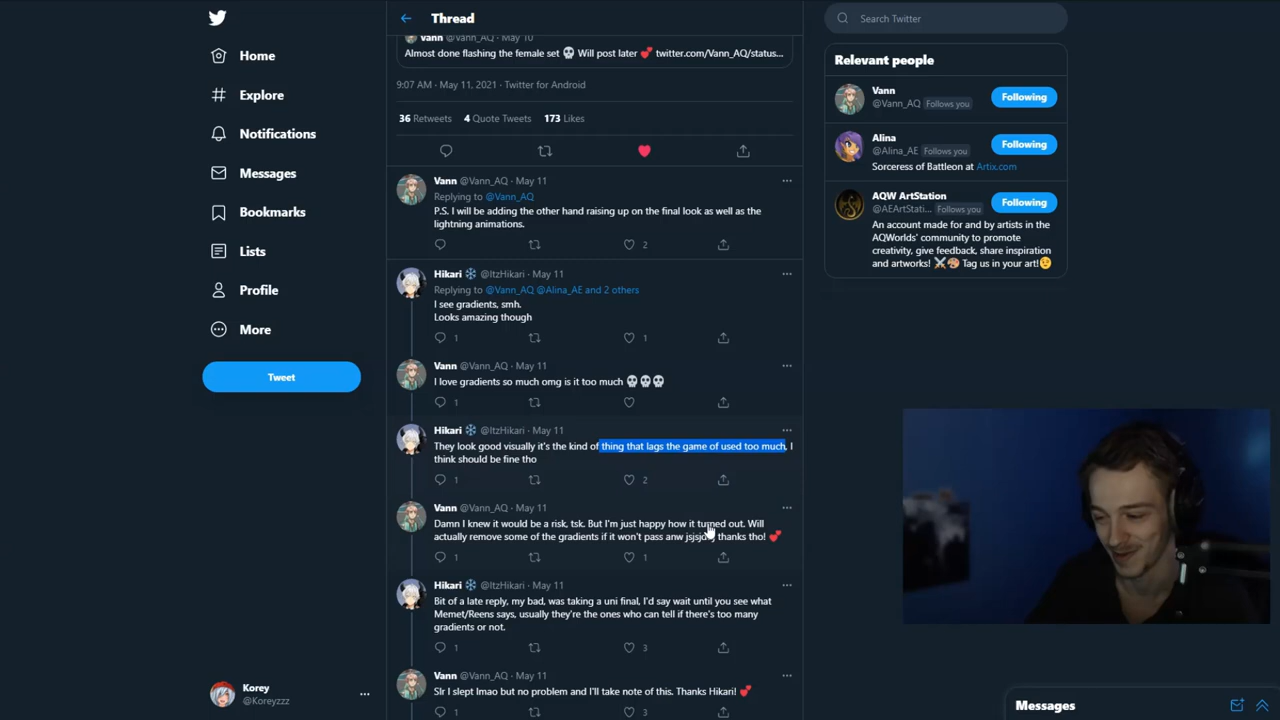 Home
Explore
Notifications
Messages
Bookmarks
Lists
Profile
More
Tweet
Korey
@Koreyzzz
Thread
Vann @Vann_AQ · May 10
Almost done flashing the female set 💀 Will post later 💕 twitter.com/Vann_AQ/status...
9:07 AM · May 11, 2021 · Twitter for Android
36 Retweets 4 Quote Tweets 173 Likes
Vann @Vann_AQ · May 11
Replying to @Vann_AQ
P.S. I will be adding the other hand raising up on the final look as well as the
lightning animations.
2
Hikari ❄ @ItzHikari · May 11
Replying to @Vann_AQ @Alina_AE and 2 others
I see gradients, smh.
Looks amazing though
1 1
Vann @Vann_AQ · May 11
I love gradients so much omg is it too much 💀💀💀
1
Hikari ❄ @ItzHikari · May 11
They look good visually it's the kind of thing that lags the game of used too much, I
think should be fine tho
1 2
Vann @Vann_AQ · May 11
Damn I knew it would be a risk, tsk. But I'm just happy how it turned out. Will
actually remove some of the gradients if it won't pass anw thanks tho! 💕
1 1
Hikari ❄ @ItzHikari · May 11
Bit of a late reply, my bad, was taking a uni final, I'd say wait until you see what
Memet/Reens says, usually they're the ones who can tell if there's too many
gradients or not.
1 3
Vann @Vann_AQ · May 11
Slr I slept lmao but no problem and I'll take note of this. Thanks Hikari! 💕
1 3
Search Twitter
Relevant people
Vann
@Vann_AQ Follows you
Following
Alina
@Alina_AE Follows you
Following
Sorceress of Battleon at Artix.com
AQW ArtStation
@AEArtStati... Follows you
Following
An account made for and by artists in the
AQWorlds' community to promote
creativity, give feedback, share inspiration
and artworks! ⚔🎨 Tag us in your art!😉
Messages